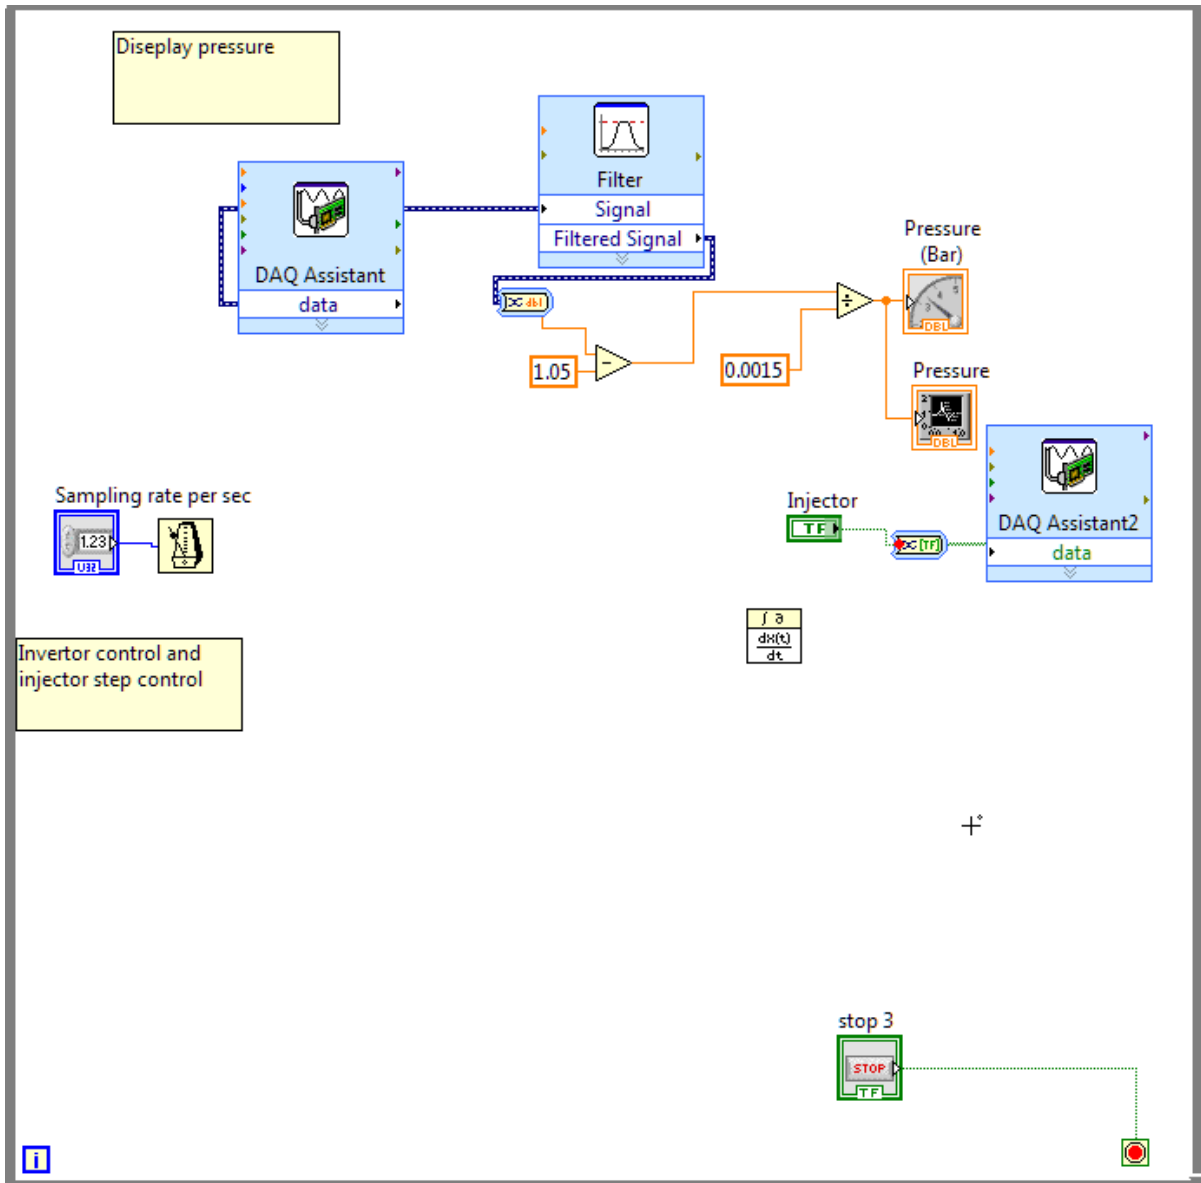 Diseplay pressure
Filter
Signal
Filtered Signal
DAQ Assistant
data
dbl
1.05
0.0015
Pressure
(Bar)
DBL
Pressure
DBL
Sampling rate per sec
1.23
U32
Injector
TF
[TF]
DAQ Assistant2
data
∫ ∂
dx(t)
dt
Invertor control and
injector step control
stop 3
STOP
TF
i